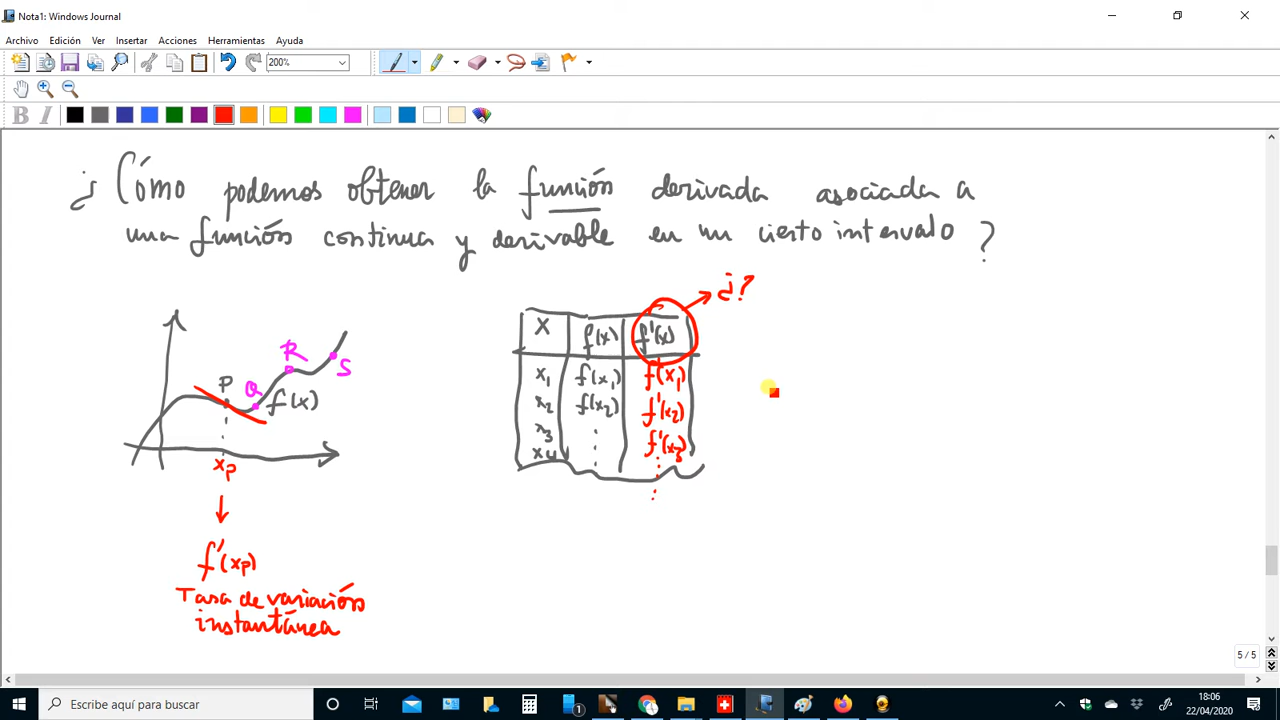 Nota1: Windows Journal
Archivo Edición Ver Insertar Acciones Herramientas Ayuda
200%
B I
¿Cómo podemos obtener la función derivada asociada a
una función continua y derivable en un cierto intervalo?
¿?
X f(x) f'(x)
x1 f(x1) f'(x1)
x2 f(x2) f'(x2)
x3 f'(x3)
x4
P Q R S
f(x)
xp
f'(xp)
Tasa de variación
instantánea
5 / 5
Escribe aquí para buscar
1
18:06
22/04/2020